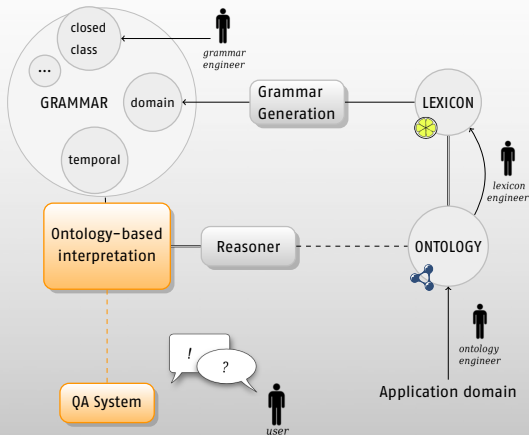 closed
class
grammar
engineer
...
GRAMMAR
domain
Grammar
Generation
LEXICON
temporal
lexicon
engineer
Ontology-based
interpretation
Reasoner
ONTOLOGY
!
?
ontology
engineer
QA System
Application domain
user